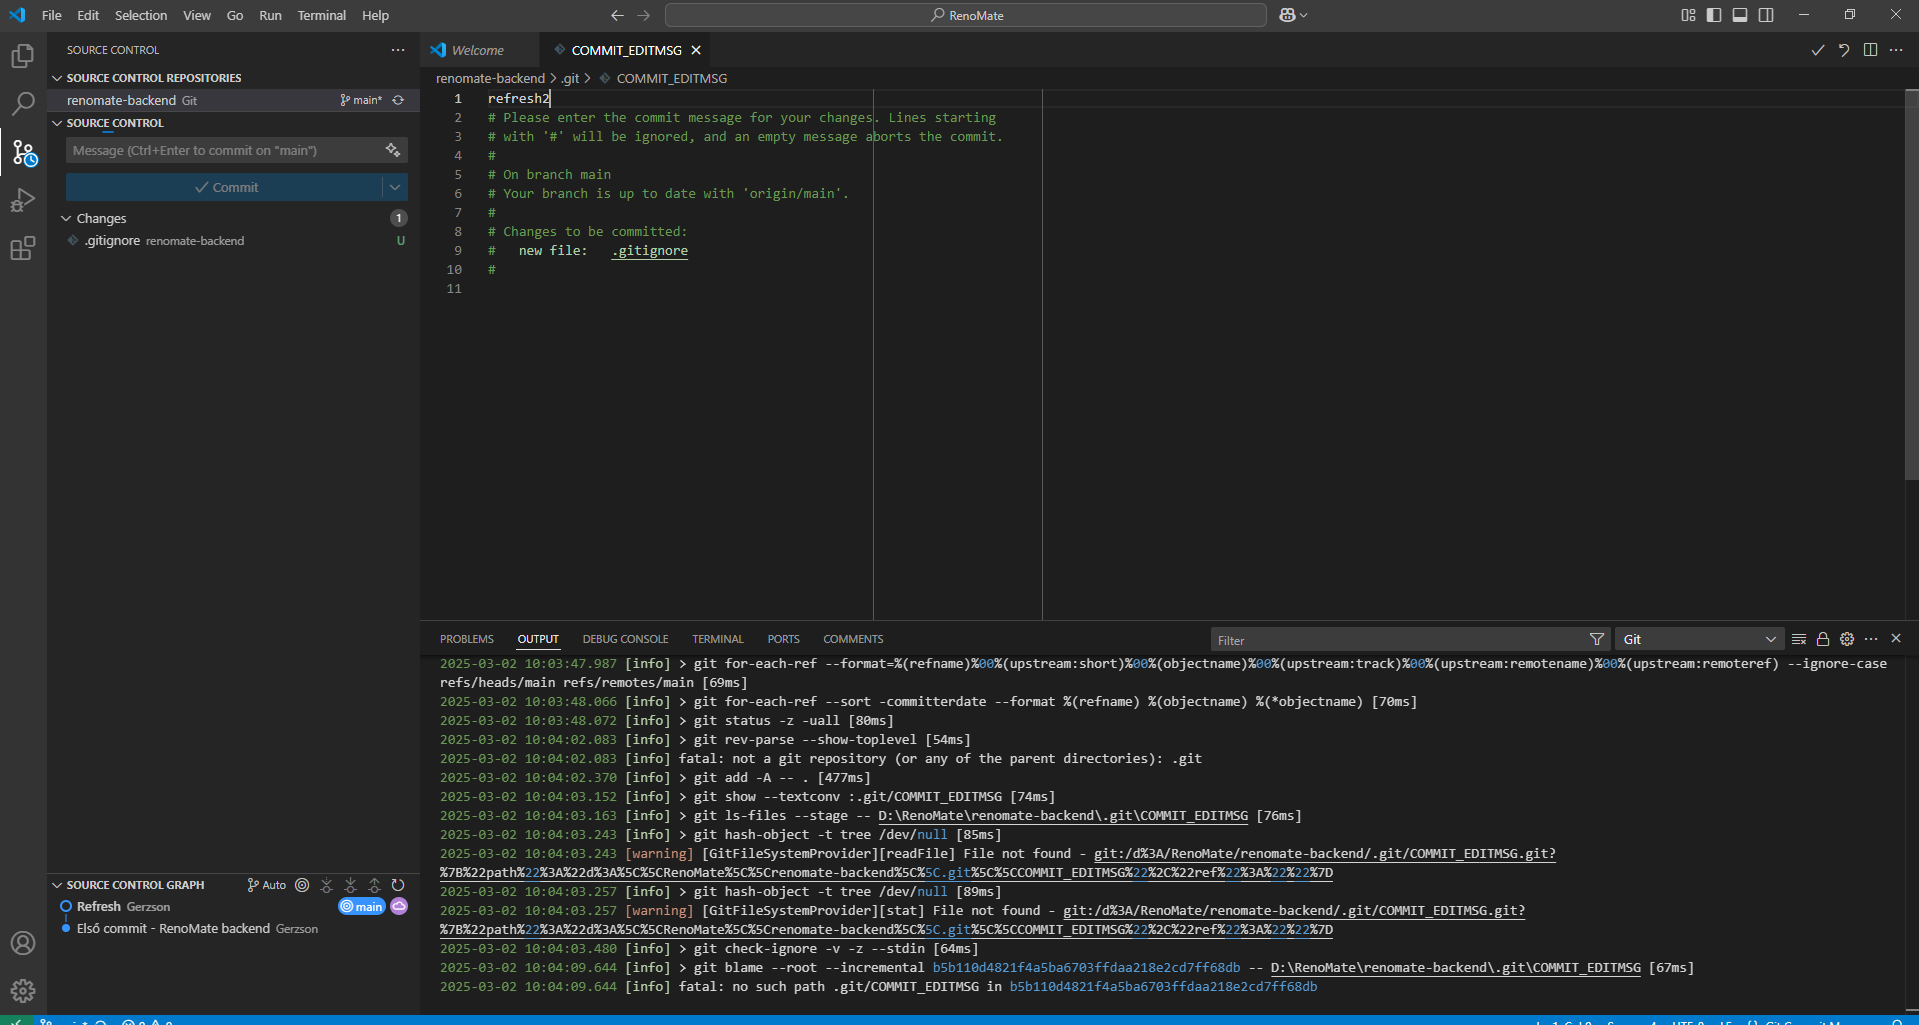 File Edit Selection View Go Run Terminal Help
RenoMate
SOURCE CONTROL
SOURCE CONTROL REPOSITORIES
renomate-backend Git main*
SOURCE CONTROL
Message (Ctrl+Enter to commit on "main")
Commit
Changes 1
.gitignore renomate-backend U
Welcome COMMIT_EDITMSG
renomate-backend > .git > COMMIT_EDITMSG
1 refresh2
2 # Please enter the commit message for your changes. Lines starting
3 # with '#' will be ignored, and an empty message aborts the commit.
4 #
5 # On branch main
6 # Your branch is up to date with 'origin/main'.
7 #
8 # Changes to be committed:
9 # new file: .gitignore
10 #
11
PROBLEMS OUTPUT DEBUG CONSOLE TERMINAL PORTS COMMENTS
Filter
Git
2025-03-02 10:03:47.987 [info] > git for-each-ref --format=%(refname)%00%(upstream:short)%00%(objectname)%00%(upstream:track)%00%(upstream:remotename)%00%(upstream:remoteref) --ignore-case
refs/heads/main refs/remotes/main [69ms]
2025-03-02 10:03:48.066 [info] > git for-each-ref --sort -committerdate --format %(refname) %(objectname) %(*objectname) [70ms]
2025-03-02 10:03:48.072 [info] > git status -z -uall [80ms]
2025-03-02 10:04:02.083 [info] > git rev-parse --show-toplevel [54ms]
2025-03-02 10:04:02.083 [info] fatal: not a git repository (or any of the parent directories): .git
2025-03-02 10:04:02.370 [info] > git add -A -- . [477ms]
2025-03-02 10:04:03.152 [info] > git show --textconv :.git/COMMIT_EDITMSG [74ms]
2025-03-02 10:04:03.163 [info] > git ls-files --stage -- D:\RenoMate\renomate-backend\.git\COMMIT_EDITMSG [76ms]
2025-03-02 10:04:03.243 [info] > git hash-object -t tree /dev/null [85ms]
2025-03-02 10:04:03.243 [warning] [GitFileSystemProvider][readFile] File not found - git:/d%3A/RenoMate/renomate-backend/.git/COMMIT_EDITMSG.git?
%7B%22path%22%3A%22d%3A%5C%5CRenoMate%5C%5Crenomate-backend%5C%5C.git%5C%5CCOMMIT_EDITMSG%22%2C%22ref%22%3A%22%22%7D
2025-03-02 10:04:03.257 [info] > git hash-object -t tree /dev/null [89ms]
2025-03-02 10:04:03.257 [warning] [GitFileSystemProvider][stat] File not found - git:/d%3A/RenoMate/renomate-backend/.git/COMMIT_EDITMSG.git?
%7B%22path%22%3A%22d%3A%5C%5CRenoMate%5C%5Crenomate-backend%5C%5C.git%5C%5CCOMMIT_EDITMSG%22%2C%22ref%22%3A%22%22%7D
2025-03-02 10:04:03.480 [info] > git check-ignore -v -z --stdin [64ms]
2025-03-02 10:04:09.644 [info] > git blame --root --incremental b5b110d4821f4a5ba6703ffdaa218e2cd7ff68db -- D:\RenoMate\renomate-backend\.git\COMMIT_EDITMSG [67ms]
2025-03-02 10:04:09.644 [info] fatal: no such path .git/COMMIT_EDITMSG in b5b110d4821f4a5ba6703ffdaa218e2cd7ff68db
SOURCE CONTROL GRAPH Auto
Refresh Gerzson main
Első commit - RenoMate backend Gerzson